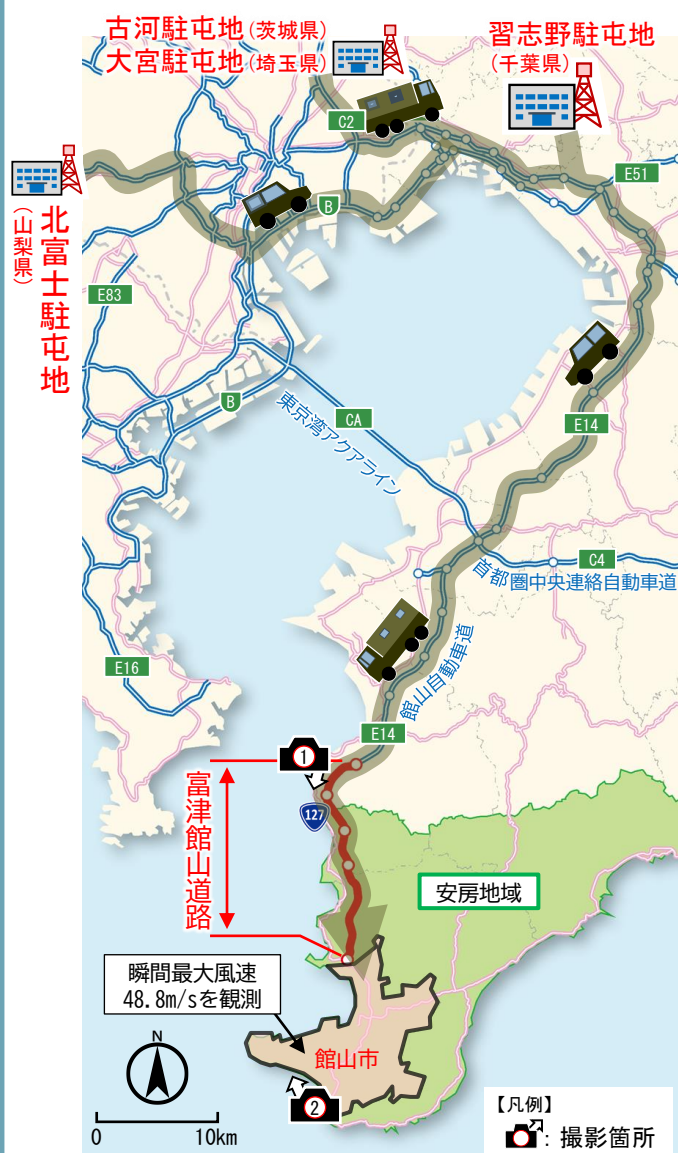 古河駐屯地(茨城県)
大宮駐屯地(埼玉県)
習志野駐屯地
(千葉県)
C2
B
E51
北富士駐屯地
(山梨県)
E83
B
CA
東京湾アクアライン
E14
C4
首都圏中央連絡自動車道
E16
館山自動車道
E14
1
127
富津館山道路
安房地域
瞬間最大風速
48.8m/sを観測
館山市
N
2
0 10km
【凡例】
:撮影箇所